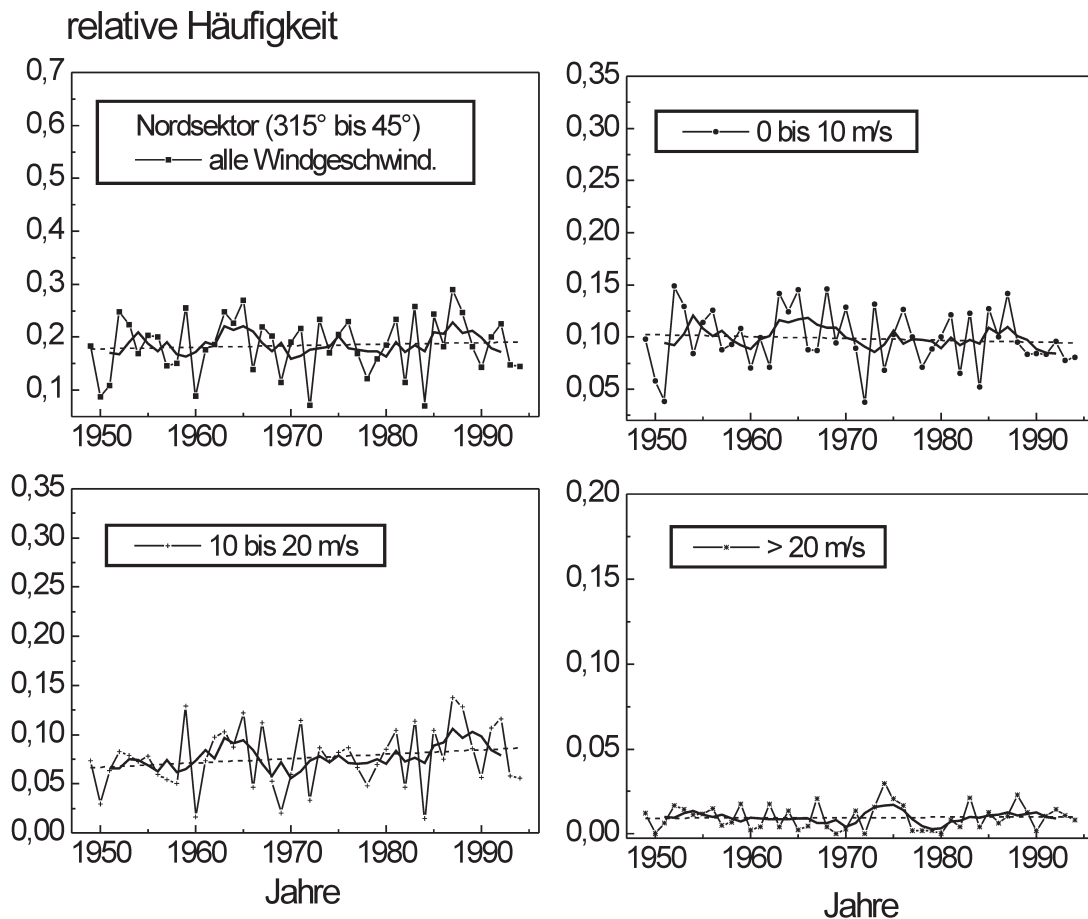 relative Häufigkeit
0,7
0,6
0,5
0,4
0,3
0,2
0,1
Nordsektor (315° bis 45°)
alle Windgeschwind.
1950 1960 1970 1980 1990
0,35
0,30
0,25
0,20
0,15
0,10
0,05
0 bis 10 m/s
1950 1960 1970 1980 1990
0,35
0,30
0,25
0,20
0,15
0,10
0,05
0,00
10 bis 20 m/s
1950 1960 1970 1980 1990
Jahre
0,20
0,15
0,10
0,05
0,00
> 20 m/s
1950 1960 1970 1980 1990
Jahre